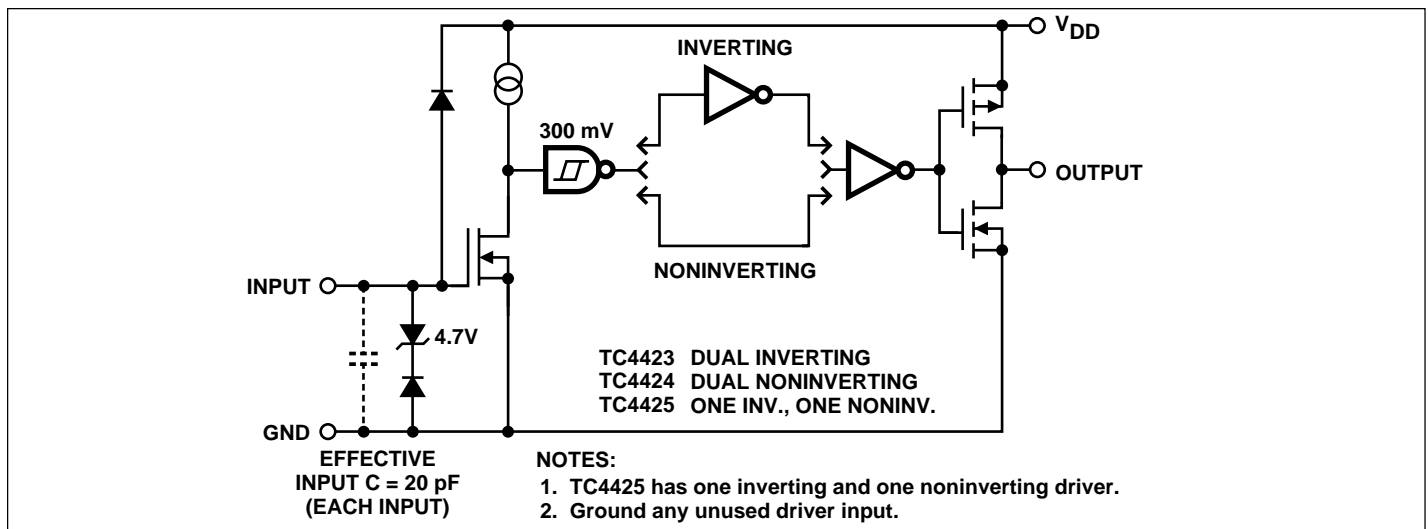 V_DD
INVERTING
300 mV
OUTPUT
NONINVERTING
INPUT
4.7V
TC4423 DUAL INVERTING
TC4424 DUAL NONINVERTING
TC4425 ONE INV., ONE NONINV.
GND
EFFECTIVE
INPUT C = 20 pF
(EACH INPUT)
NOTES:
1. TC4425 has one inverting and one noninverting driver.
2. Ground any unused driver input.